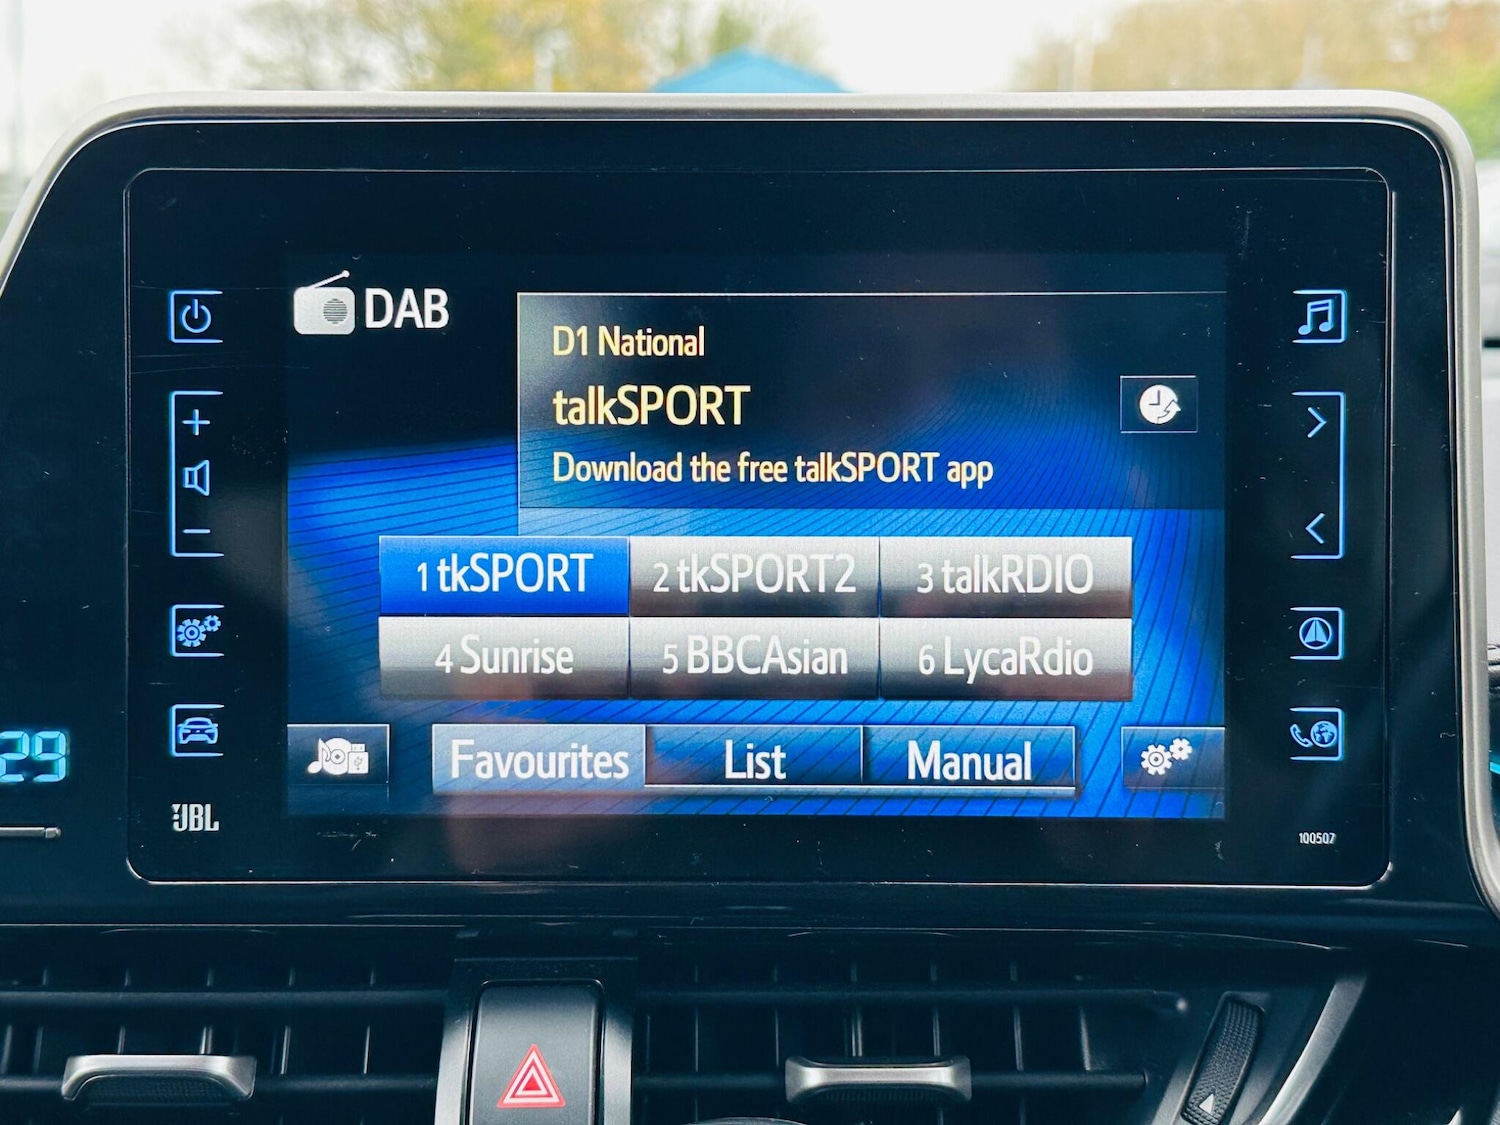 DAB
D1 National
talkSPORT
Download the free talkSPORT app
1 tkSPORT 2 tkSPORT2 3 talkRDIO
4 Sunrise 5 BBCAsian 6 LycaRdio
Favourites List Manual
29
JBL
100507